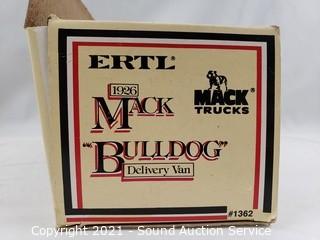 ERTL®
1926
MACK
"BULLDOG"
Delivery Van
MACK®
TRUCKS
#1362
Copyright 2021 - Sound Auction Service